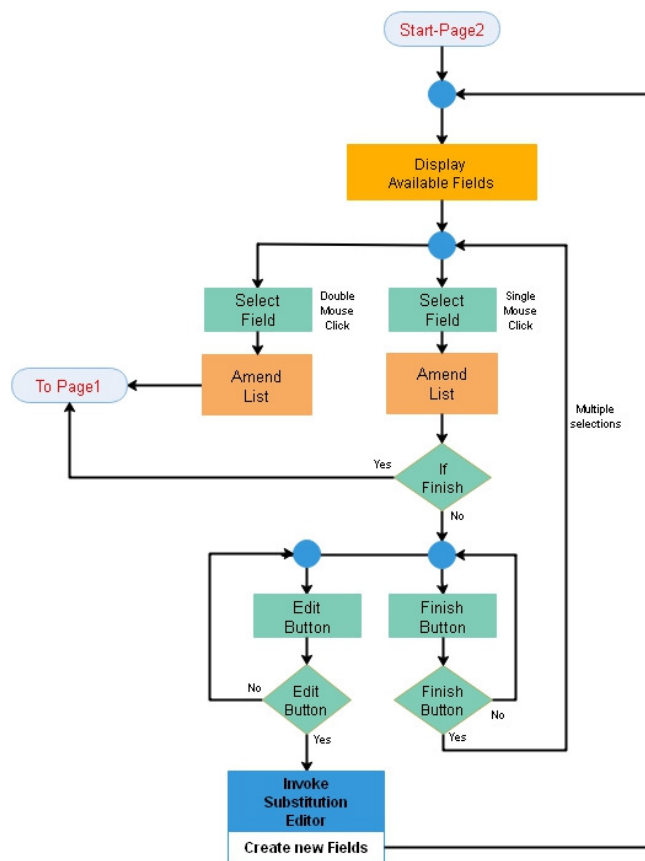 Start-Page2
Display
Available Fields
Select
Field
Double
Mouse
Click
Select
Field
Single
Mouse
Click
To Page1
Amend
List
Amend
List
Multiple
selections
Yes
If
Finish
No
Edit
Button
Finish
Button
No
Edit
Button
Finish
Button
No
Yes
Yes
Invoke
Substitution
Editor
Create new Fields